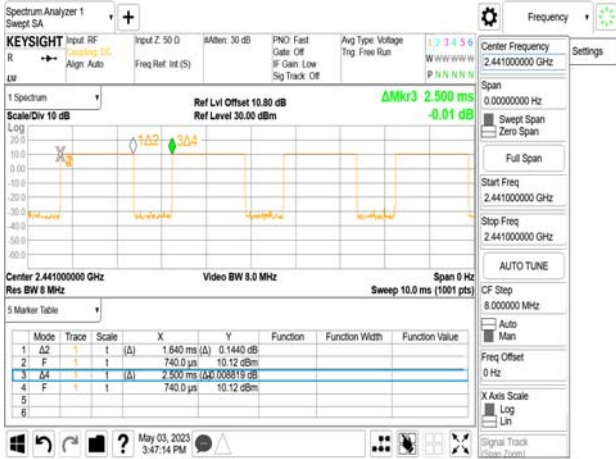 Spectrum Analyzer 1
Swept SA
Frequency
Settings
KEYSIGHT
R
Input: RF
Coupling: DC
Align: Auto
Input Z: 50 Ω
Freq Ref: Int (S)
#Atten: 30 dB
PNO: Fast
Gate: Off
IF Gain: Low
Sig Track: Off
Avg Type: Voltage
Trig: Free Run
1 2 3 4 5 6
W W W W W W
P N N N N N
1 Spectrum
Scale/Div 10 dB
Ref Lvl Offset 10.80 dB
Ref Level 30.00 dBm
ΔMkr3 2.500 ms
-0.01 dB
Log
20.0
10.0
0.00
-10.0
-20.0
-30.0
-40.0
-50.0
-60.0
1Δ2
3Δ4
Center 2.441000000 GHz
Res BW 8 MHz
Video BW 8.0 MHz
Span 0 Hz
Sweep 10.0 ms (1001 pts)
5 Marker Table
Mode Trace Scale X Y Function Function Width Function Value
1 Δ2 1 t (Δ) 1.640 ms (Δ) 0.1440 dB
2 F 1 t 740.0 µs 10.12 dBm
3 Δ4 1 t (Δ) 2.500 ms (Δ)-0.008819 dB
4 F 1 t 740.0 µs 10.12 dBm
5
6
May 03, 2023
3:47:14 PM
Center Frequency
2.441000000 GHz
Span
0.00000000 Hz
Swept Span
Zero Span
Full Span
Start Freq
2.441000000 GHz
Stop Freq
2.441000000 GHz
AUTO TUNE
CF Step
8.000000 MHz
Auto
Man
Freq Offset
0 Hz
X Axis Scale
Log
Lin
Signal Track
(Span Zoom)